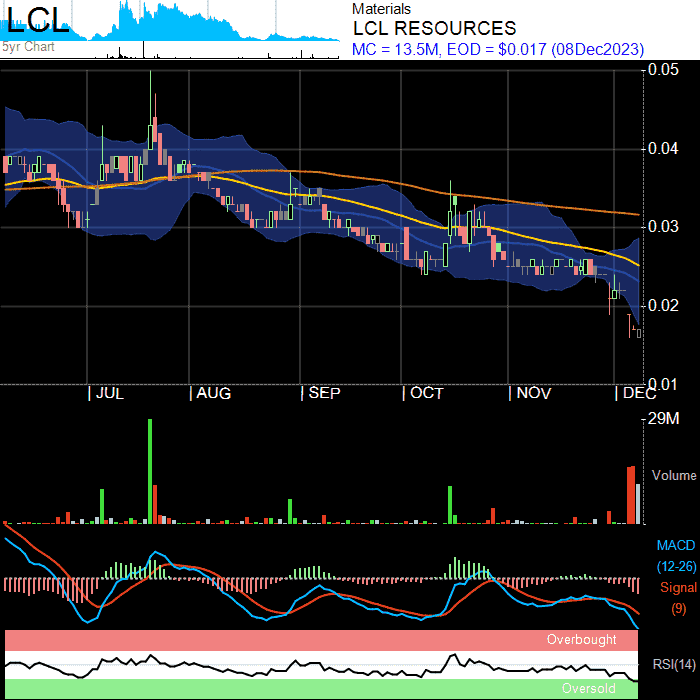 LCL
5yr Chart
Materials
LCL RESOURCES
MC = 13.5M, EOD = $0.017 (08Dec2023)
0.05
0.04
0.03
0.02
0.01
| JUL | AUG | SEP | OCT | NOV | DEC
29M
Volume
MACD
(12-26)
Signal
(9)
Overbought
RSI(14)
Oversold